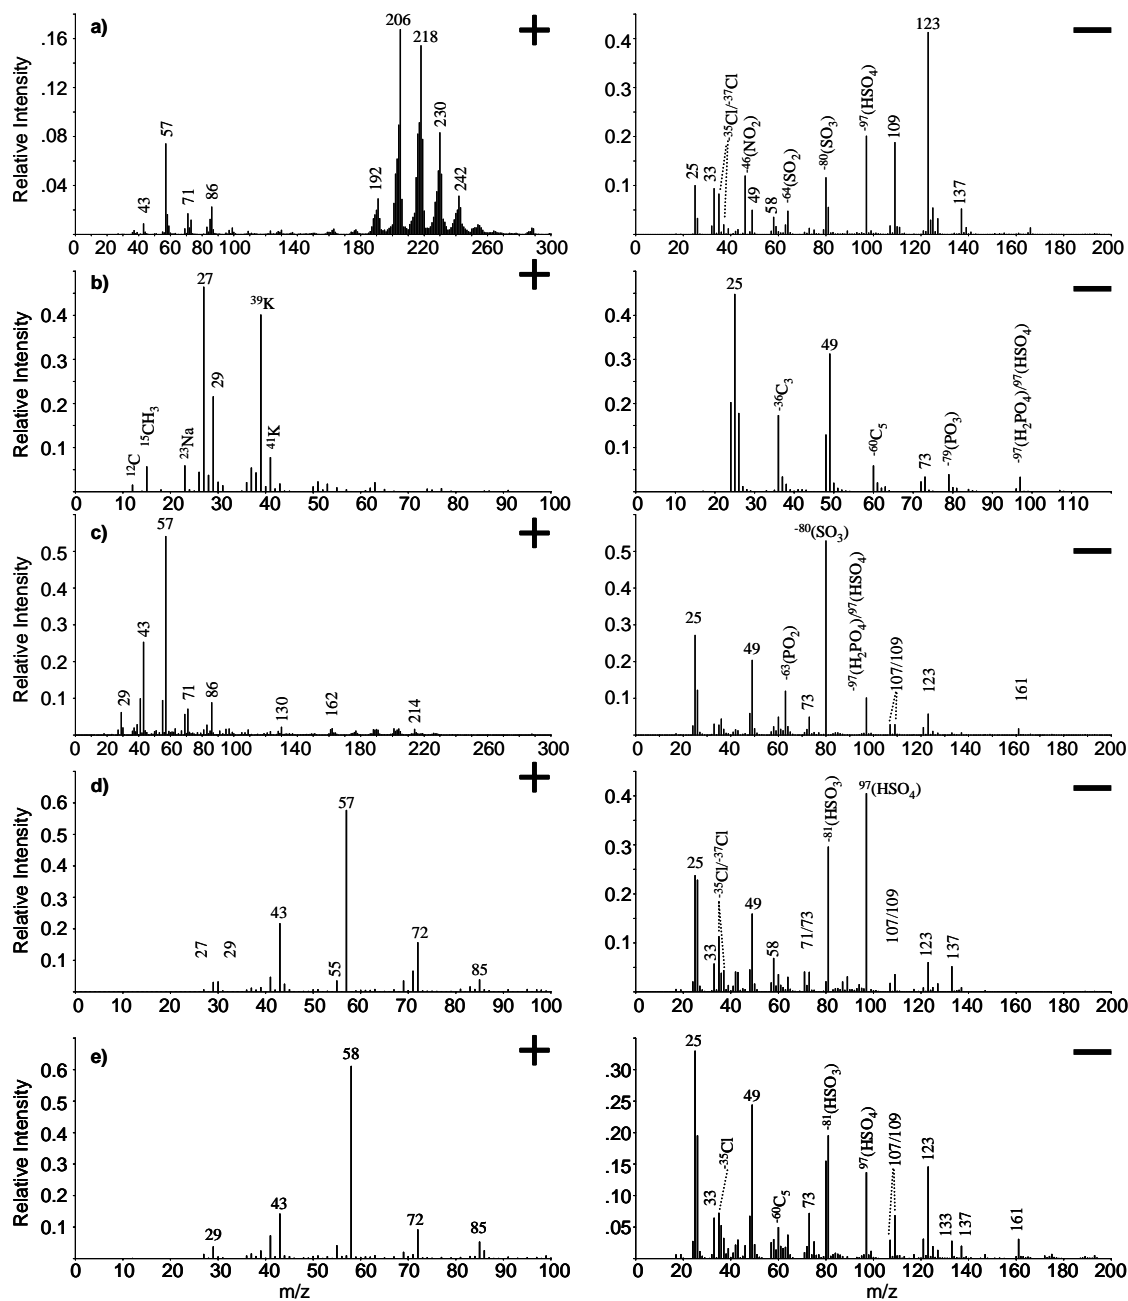 a)
+
206
218
230
242
192
57
43
71
86
.16
.12
.08
.04
Relative Intensity
0 20 40 60 80 100 140 180 220 260 300
−
123
-97(HSO4)
109
-80(SO3)
-46(NO2)
-35Cl/-37Cl
25
33
49
58
-64(SO2)
137
0.4
0.3
0.2
0.1
0 20 40 60 80 100 120 140 160 180 200
b)
+
27
39K
29
41K
23Na
15CH3
12C
0.4
0.3
0.2
0.1
Relative Intensity
0 10 20 30 40 50 60 70 80 90 100
−
25
49
-36C3
-60C5
73
-79(PO3)
-97(H2PO4)/97(HSO4)
0.4
0.3
0.2
0.1
0 10 20 30 40 50 60 70 80 90 100 110
c)
+
57
43
29
71
86
130
162
214
0.5
0.4
0.3
0.2
0.1
Relative Intensity
0 20 40 60 80 100 140 180 220 260 300
−
-80(SO3)
25
49
-63(PO2)
73
-97(H2PO4)/97(HSO4)
107/109
123
161
0.5
0.4
0.3
0.2
0.1
0 20 40 60 80 100 120 140 160 180 200
d)
+
57
43
72
27
29
55
85
0.6
0.5
0.4
0.3
0.2
0.1
Relative Intensity
0 10 20 30 40 50 60 70 80 90 100
−
97(HSO4)
-81(HSO3)
-35Cl/-37Cl
25
33
49
58
71/73
107/109
123
137
0.4
0.3
0.2
0.1
0 20 40 60 80 100 120 140 160 180 200
e)
+
58
43
29
72
85
0.6
0.5
0.4
0.3
0.2
0.1
Relative Intensity
0 10 20 30 40 50 60 70 80 90 100
m/z
−
25
49
-81(HSO3)
97(HSO4)
107/109
-35Cl
33
-60C5
73
123
133
137
161
.30
.25
.20
.15
.10
.05
0 20 40 60 80 100 120 140 160 180 200
m/z